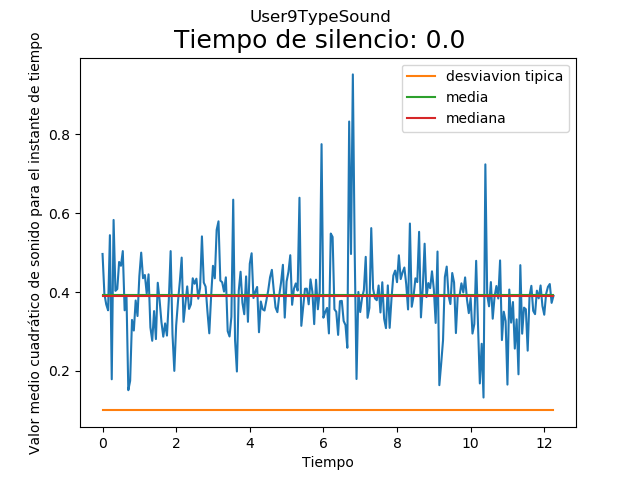 User9TypeSound
Tiempo de silencio: 0.0
Valor medio cuadrático de sonido para el instante de tiempo
desviavion tipica
media
mediana
0.8
0.6
0.4
0.2
0
2
4
6
8
10
12
Tiempo